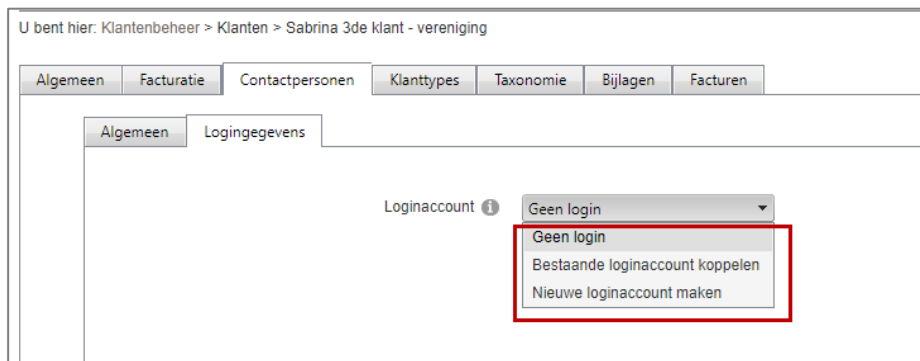 U bent hier: Klantenbeheer > Klanten > Sabrina 3de klant - vereniging
Algemeen Facturatie Contactpersonen Klanttypes Taxonomie Bijlagen Facturen
Algemeen Logingegevens
Loginaccount Geen login
Geen login
Bestaande loginaccount koppelen
Nieuwe loginaccount maken